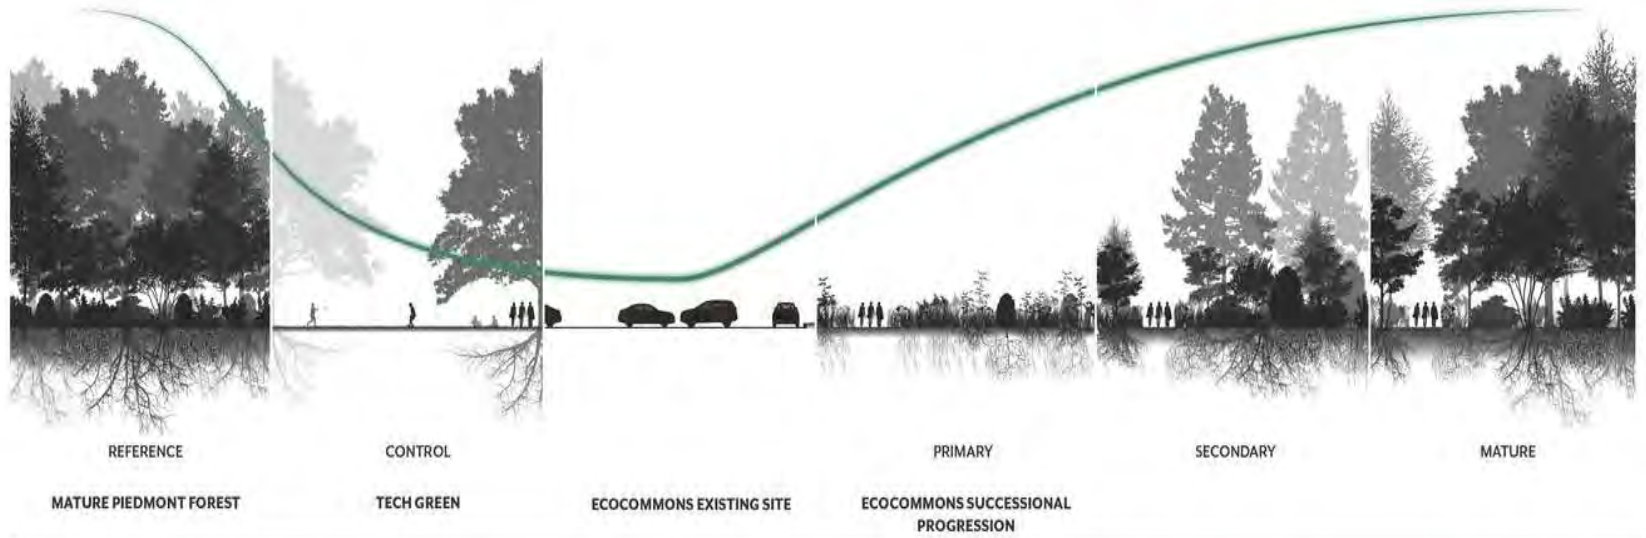 REFERENCE
CONTROL
PRIMARY
SECONDARY
MATURE
MATURE PIEDMONT FOREST
TECH GREEN
ECOCOMMONS EXISTING SITE
ECOCOMMONS SUCCESSIONAL
PROGRESSION